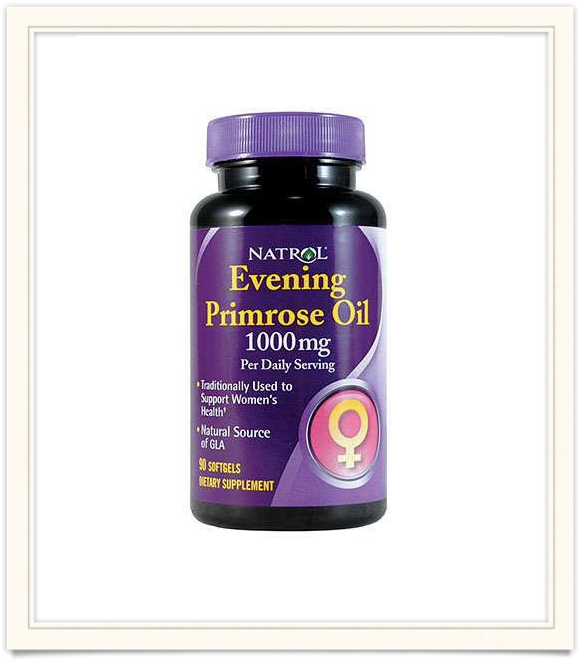 NATROL®
Evening
Primrose Oil
1000mg
Per Daily Serving
• Traditionally Used to
Support Women's
Health†
• Natural Source
of GLA
90 SOFTGELS
DIETARY SUPPLEMENT